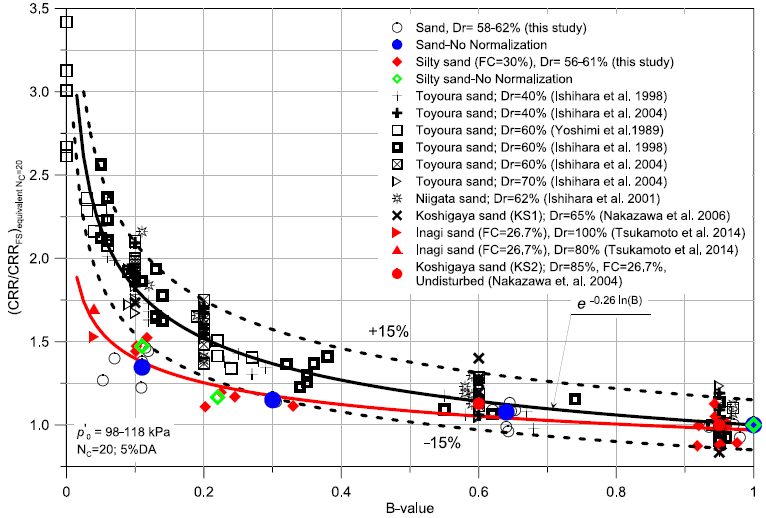 3.5
3.0
2.5
2.0
1.5
1.0
(CRR/CRR_FS)equivalent N_C=20
Sand, Dr= 58-62% (this study)
Sand-No Normalization
Silty sand (FC=30%), Dr= 56-61% (this study)
Silty sand-No Normalization
Toyoura sand; Dr=40% (Ishihara et al. 1998)
Toyoura sand; Dr=40% (Ishihara et al. 2004)
Toyoura sand; Dr=60% (Yoshimi et al.1989)
Toyoura sand; Dr=60% (Ishihara et al. 1998)
Toyoura sand; Dr=60% (Ishihara et al. 2004)
Toyoura sand; Dr=70% (Ishihara et al. 2004)
Niigata sand; Dr=62% (Ishihara et al. 2001)
Koshigaya sand (KS1); Dr=65% (Nakazawa et al. 2006)
Inagi sand (FC=26.7%), Dr=100% (Tsukamoto et al. 2014)
Inagi sand (FC=26,7%), Dr=80% (Tsukamoto et al. 2014)
Koshigaya sand (KS2); Dr=85%, FC=26,7%,
Undisturbed (Nakazawa et. al. 2004)
e^-0.26 ln(B)
+15%
-15%
p'0 = 98-118 kPa
N_C=20; 5%DA
0
0.2
0.4
0.6
0.8
1
B-value